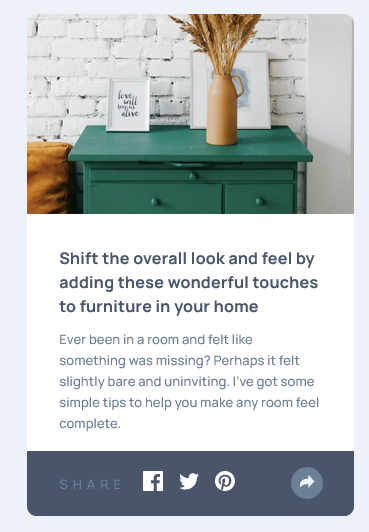 love
will
keep us
alive
Shift the overall look and feel by
adding these wonderful touches
to furniture in your home
Ever been in a room and felt like
something was missing? Perhaps it felt
slightly bare and uninviting. I've got some
simple tips to help you make any room feel
complete.
SHARE